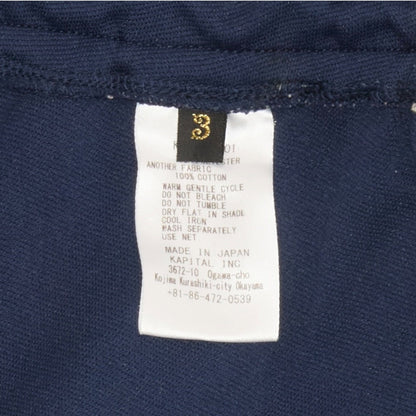 3
ANOTHER FABRIC
100% COTTON
WARM GENTLE CYCLE
DO NOT BLEACH
DO NOT TUMBLE
DRY FLAT IN SHADE
COOL IRON
WASH SEPARATELY
USE NET
MADE IN JAPAN
KAPITAL INC.
3672-10 Ogawa-cho
Kojima Kurashiki-city Okayama
+81-86-472-0539